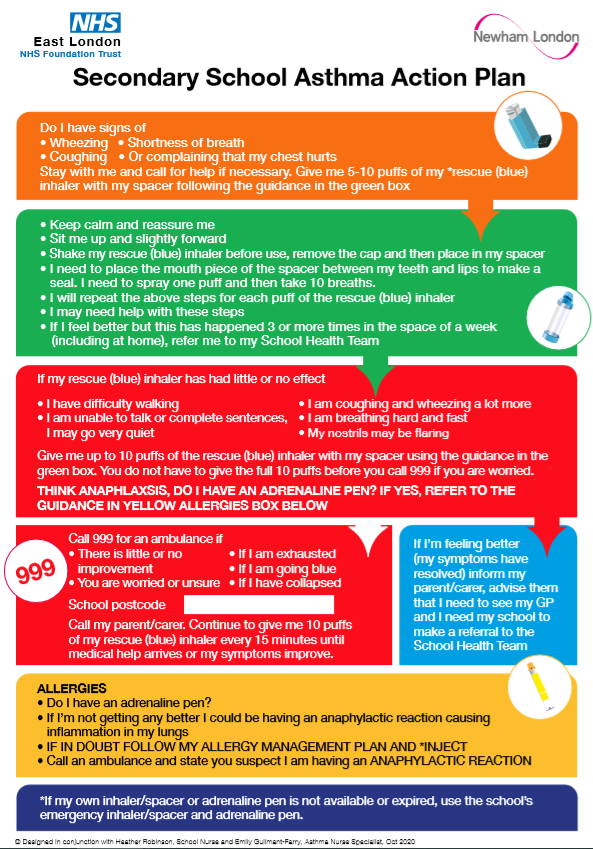 NHS
East London
NHS Foundation Trust
Newham London
Secondary School Asthma Action Plan
Do I have signs of
• Wheezing • Shortness of breath
• Coughing • Or complaining that my chest hurts
Stay with me and call for help if necessary. Give me 5-10 puffs of my *rescue (blue)
inhaler with my spacer following the guidance in the green box
• Keep calm and reassure me
• Sit me up and slightly forward
• Shake my rescue (blue) inhaler before use, remove the cap and then place in my spacer
• I need to place the mouth piece of the spacer between my teeth and lips to make a
seal. I need to spray one puff and then take 10 breaths.
• I will repeat the above steps for each puff of the rescue (blue) inhaler
• I may need help with these steps
• If I feel better but this has happened 3 or more times in the space of a week
(including at home), refer me to my School Health Team
If my rescue (blue) inhaler has had little or no effect
• I have difficulty walking
• I am unable to talk or complete sentences,
I may go very quiet
• I am coughing and wheezing a lot more
• I am breathing hard and fast
• My nostrils may be flaring
Give me up to 10 puffs of the rescue (blue) inhaler with my spacer using the guidance in the
green box. You do not have to give the full 10 puffs before you call 999 if you are worried.
THINK ANAPHLAXSIS, DO I HAVE AN ADRENALINE PEN? IF YES, REFER TO THE
GUIDANCE IN YELLOW ALLERGIES BOX BELOW
999
Call 999 for an ambulance if
• There is little or no
improvement
• You are worried or unsure
• If I am exhausted
• If I am going blue
• If I have collapsed
School postcode
Call my parent/carer. Continue to give me 10 puffs
of my rescue (blue) inhaler every 15 minutes until
medical help arrives or my symptoms improve.
If I'm feeling better
(my symptoms have
resolved) inform my
parent/carer, advise them
that I need to see my GP
and I need my school to
make a referral to the
School Health Team
ALLERGIES
• Do I have an adrenaline pen?
• If I'm not getting any better I could be having an anaphylactic reaction causing
inflammation in my lungs
• IF IN DOUBT FOLLOW MY ALLERGY MANAGEMENT PLAN AND *INJECT
• Call an ambulance and state you suspect I am having an ANAPHYLACTIC REACTION
*If my own inhaler/spacer or adrenaline pen is not available or expired, use the school's
emergency inhaler/spacer and adrenaline pen.
© Designed in conjunction with Heather Robinson, School Nurse and Emily Guilmant-Farry, Asthma Nurse Specialist, Oct 2020